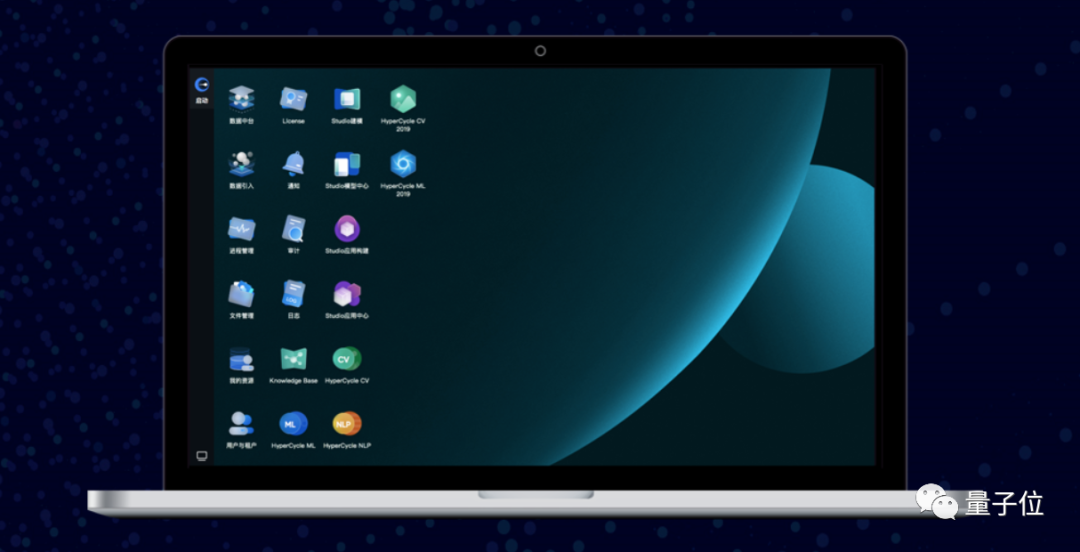 启动
数据中台
License
Studio建模
HyperCycle CV
2019
数据引入
通知
Studio模型中心
HyperCycle ML
2019
进程管理
审计
Studio应用构建
文件管理
LOG
日志
Studio应用中心
我的资源
Knowledge Base
CV
HyperCycle CV
用户与租户
ML
HyperCycle ML
NLP
HyperCycle NLP
量子位